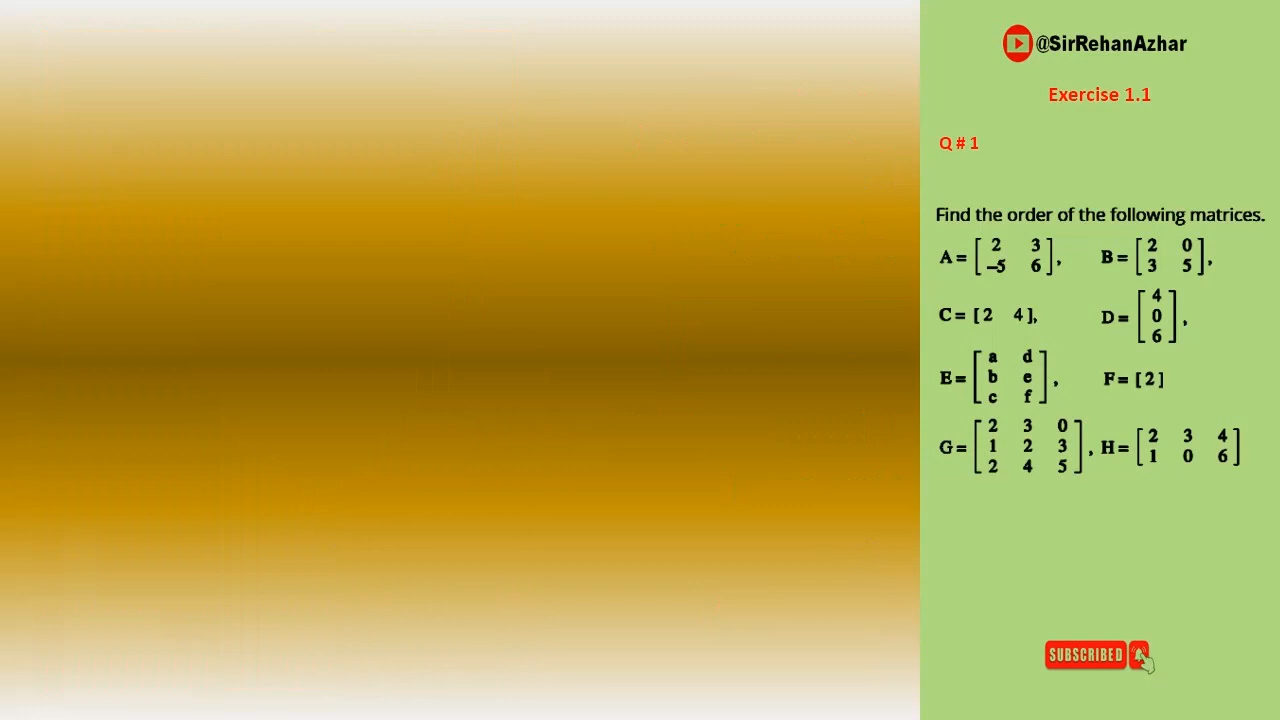 @SirRehanAzhar
Exercise 1.1
Q # 1
Find the order of the following matrices.
A = [ 2 3
–5 6 ], B = [ 2 0
3 5 ],
C = [ 2 4 ], D = [ 4
0
6 ],
E = [ a d
b e
c f ], F = [ 2 ]
G = [ 2 3 0
1 2 3
2 4 5 ], H = [ 2 3 4
1 0 6 ]
SUBSCRIBED